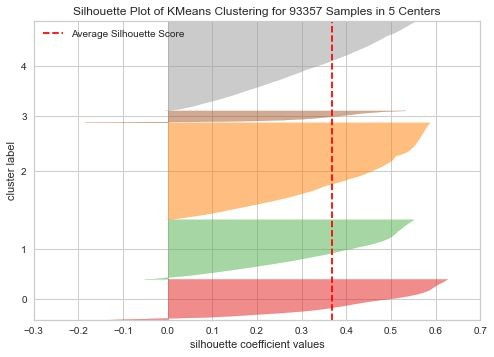 Silhouette Plot of KMeans Clustering for 93357 Samples in 5 Centers
Average Silhouette Score
4
3
2
1
0
cluster label
−0.3 −0.2 −0.1 0.0 0.1 0.2 0.3 0.4 0.5 0.6 0.7
silhouette coefficient values